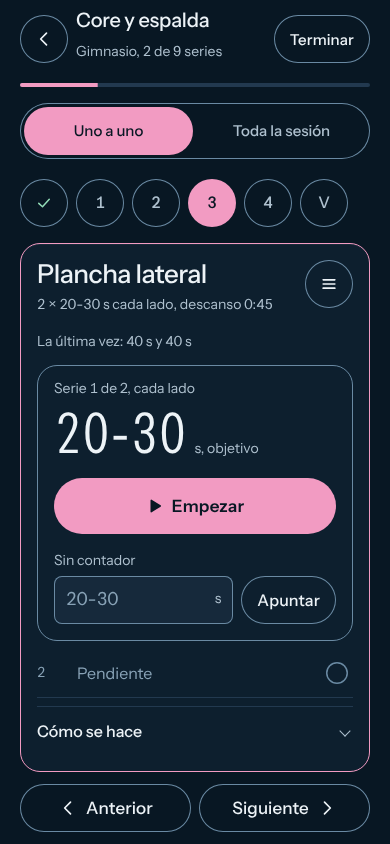 Core y espalda
Gimnasio, 2 de 9 series
Terminar
Uno a uno
Toda la sesión
1
2
3
4
V
Plancha lateral
2 × 20-30 s cada lado, descanso 0:45
La última vez: 40 s y 40 s
Serie 1 de 2, cada lado
20-30 s, objetivo
Empezar
Sin contador
20-30 s
Apuntar
2 Pendiente
Cómo se hace
Anterior
Siguiente